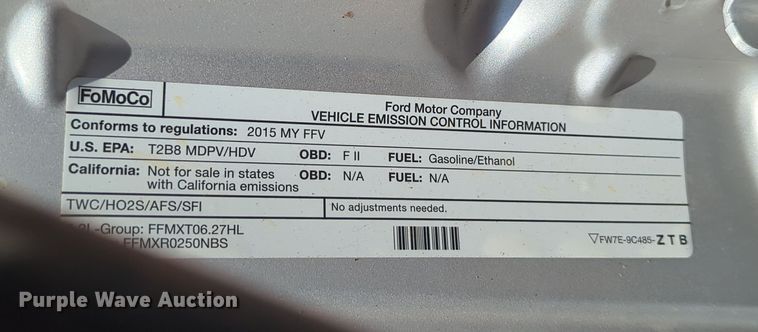 FoMoCo
Ford Motor Company
VEHICLE EMISSION CONTROL INFORMATION
Conforms to regulations: 2015 MY FFV
U.S. EPA: T2B8 MDPV/HDV OBD: F II FUEL: Gasoline/Ethanol
California: Not for sale in states with California emissions OBD: N/A FUEL: N/A
TWC/HO2S/AFS/SFI No adjustments needed.
-Group: FFMXT06.27HL
FFMXR0250NBS
▽FW7E-9C485-ZTB
Purple Wave Auction